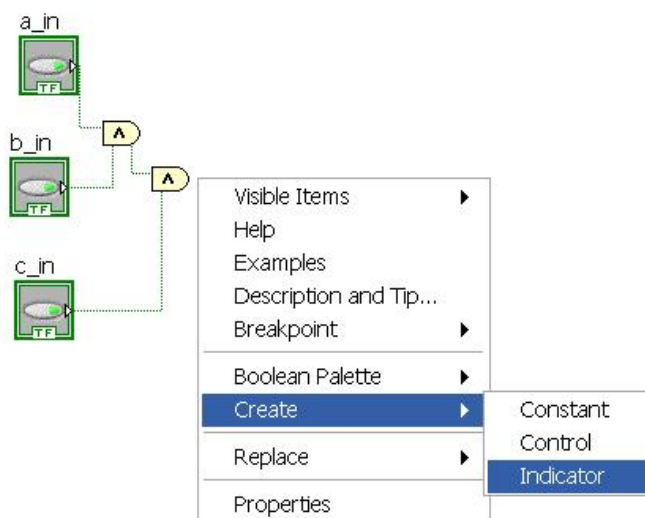 a_in
TF
b_in
TF
c_in
TF
Visible Items
Help
Examples
Description and Tip...
Breakpoint
Boolean Palette
Create
Replace
Properties
Constant
Control
Indicator